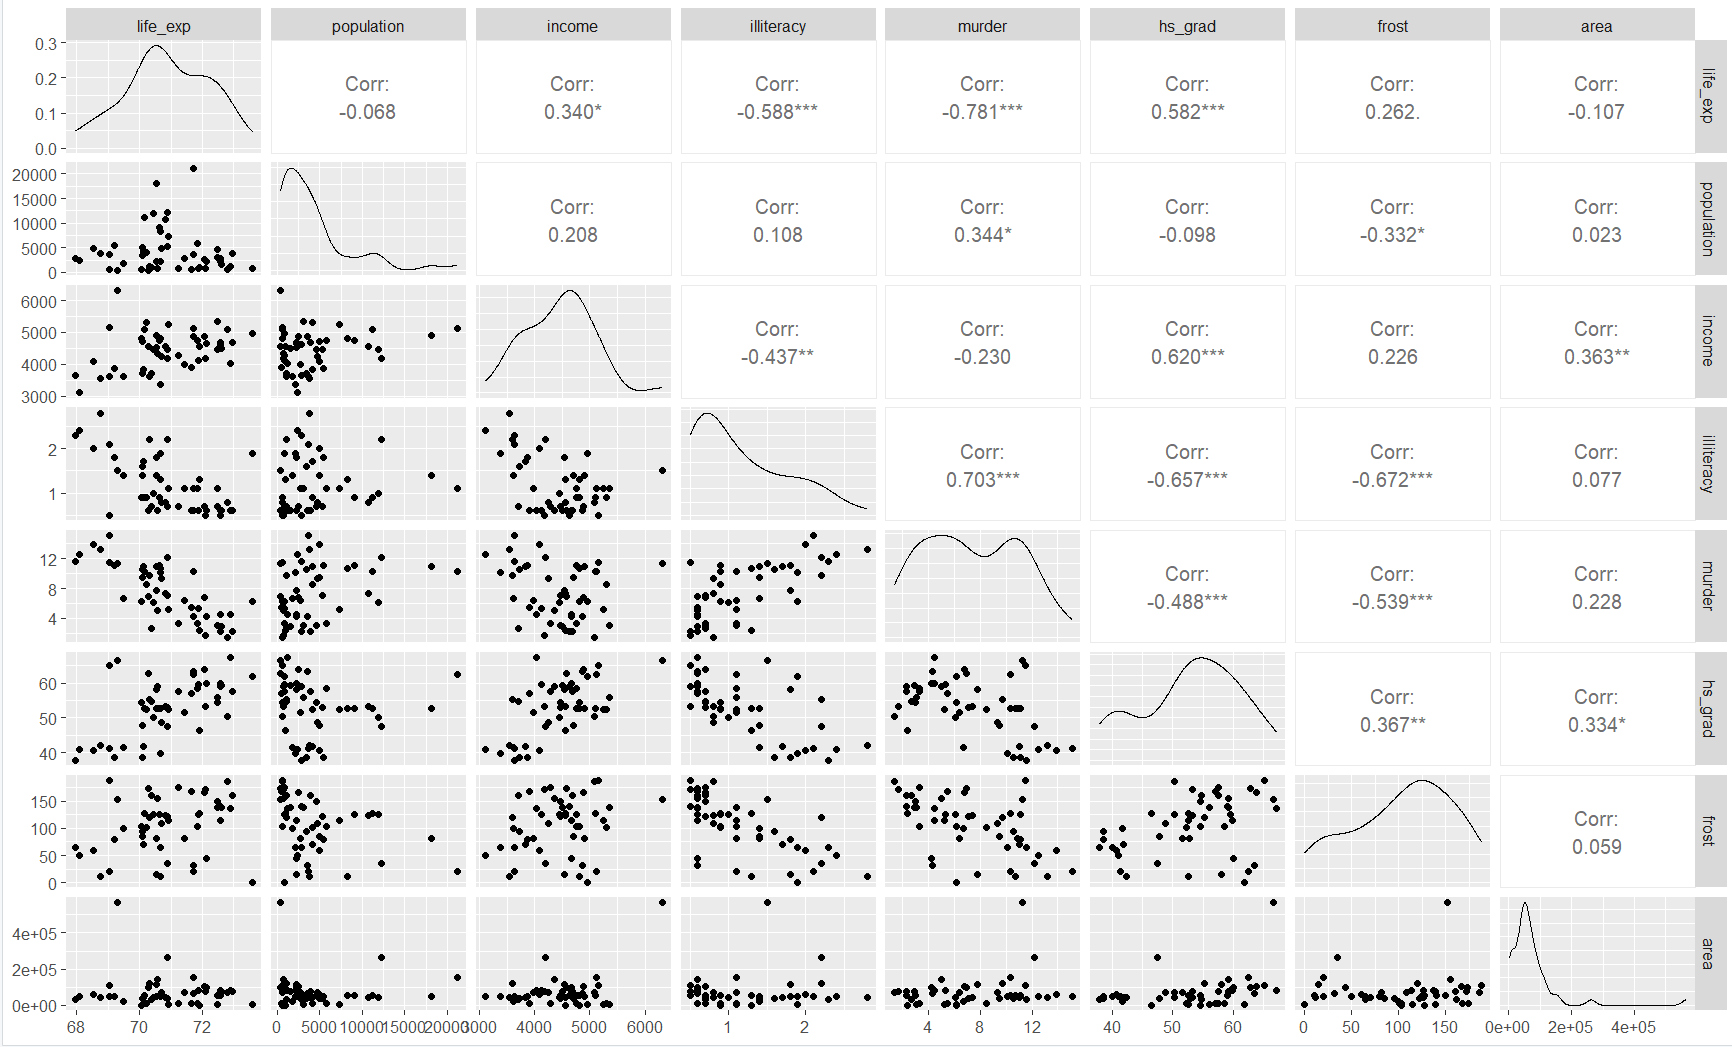 life_exp population income illiteracy murder hs_grad frost area
0.3
0.2
0.1
0.0
Corr:
-0.068
Corr:
0.340*
Corr:
-0.588***
Corr:
-0.781***
Corr:
0.582***
Corr:
0.262.
Corr:
-0.107
life_exp
20000
15000
10000
5000
0
Corr:
0.208
Corr:
0.108
Corr:
0.344*
Corr:
-0.098
Corr:
-0.332*
Corr:
0.023
population
6000
5000
4000
3000
Corr:
-0.437**
Corr:
-0.230
Corr:
0.620***
Corr:
0.226
Corr:
0.363**
income
2
1
Corr:
0.703***
Corr:
-0.657***
Corr:
-0.672***
Corr:
0.077
illiteracy
12
8
4
Corr:
-0.488***
Corr:
-0.539***
Corr:
0.228
murder
60
50
40
Corr:
0.367**
Corr:
0.334*
hs_grad
150
100
50
0
Corr:
0.059
frost
4e+05
2e+05
0e+00
area
68 70 72 0 5000 10000 15000 20000 3000 4000 5000 6000 1 2 4 8 12 40 50 60 0 50 100 150 0e+00 2e+05 4e+05